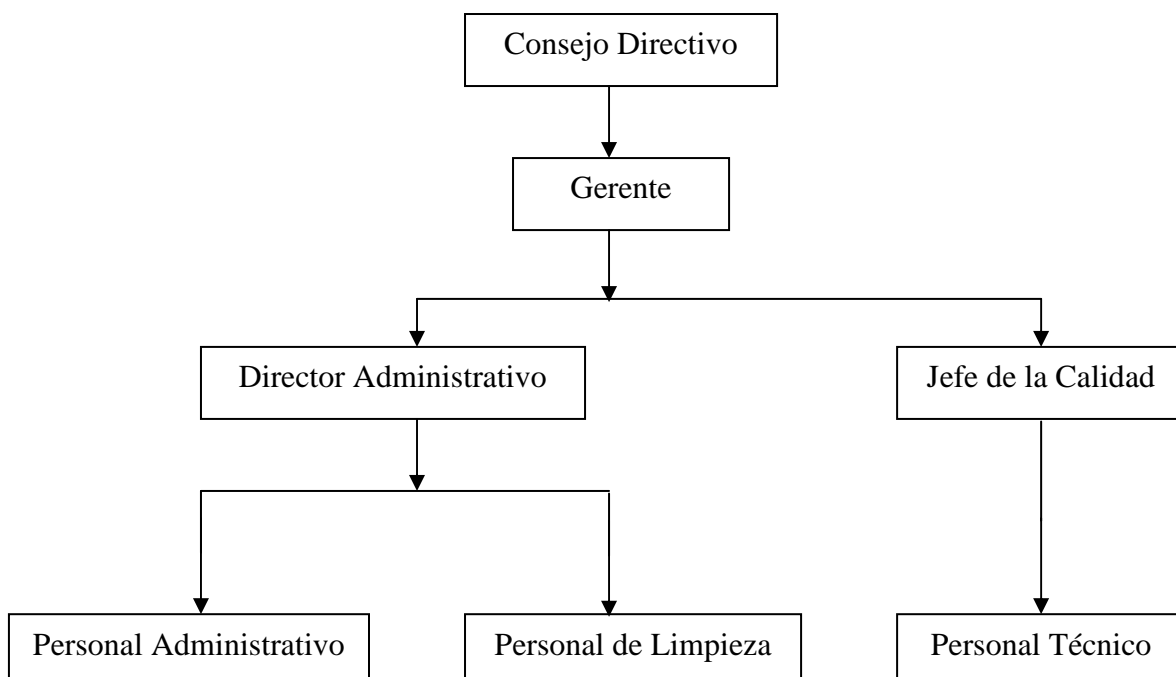 Consejo Directivo
Gerente
Director Administrativo
Jefe de la Calidad
Personal Administrativo
Personal de Limpieza
Personal Técnico